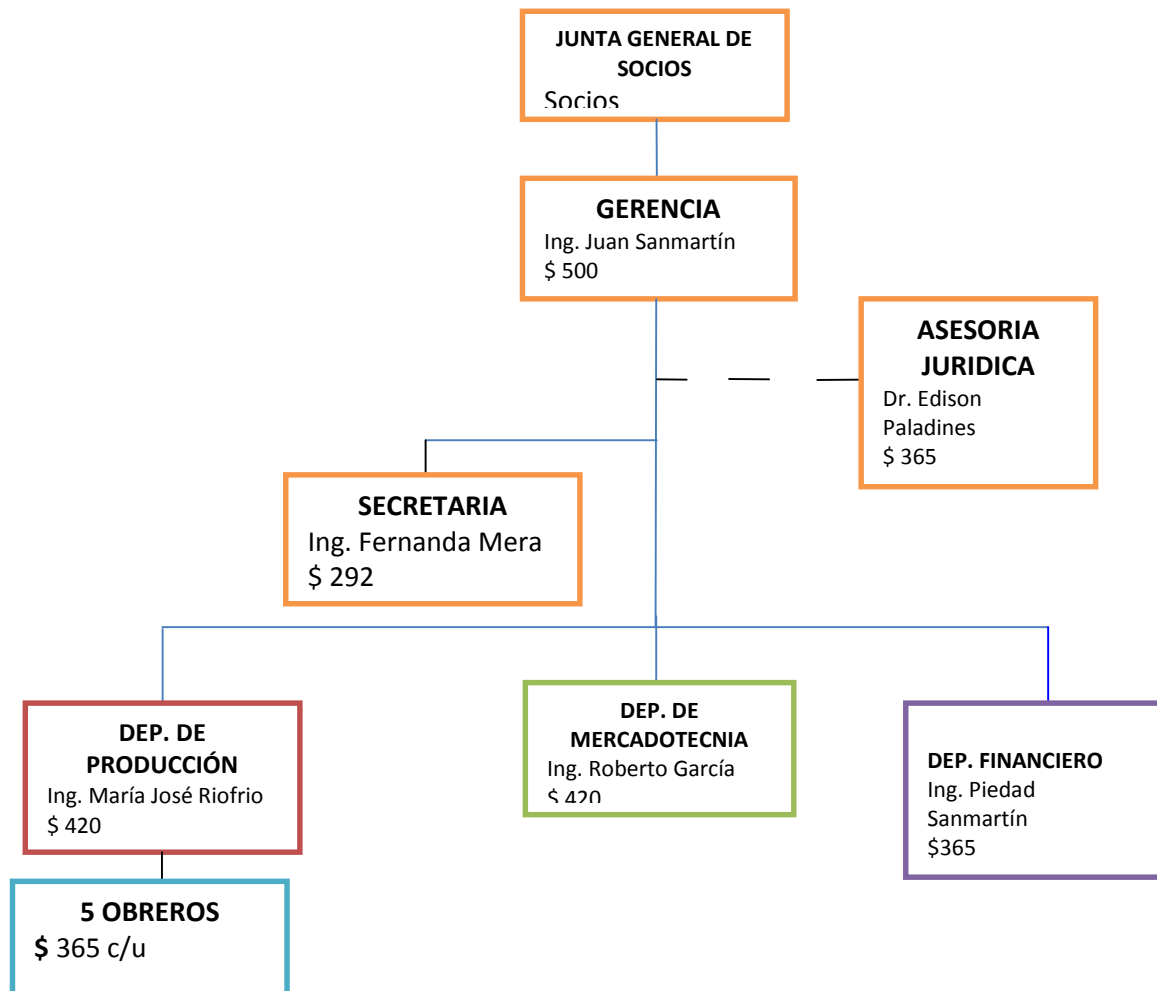 JUNTA GENERAL DE
SOCIOS
Socios
GERENCIA
Ing. Juan Sanmartín
$ 500
ASESORIA
JURIDICA
Dr. Edison
Paladines
$ 365
SECRETARIA
Ing. Fernanda Mera
$ 292
DEP. DE
PRODUCCIÓN
Ing. María José Riofrio
$ 420
DEP. DE
MERCADOTECNIA
Ing. Roberto García
$ 420
DEP. FINANCIERO
Ing. Piedad
Sanmartín
$365
5 OBREROS
$ 365 c/u